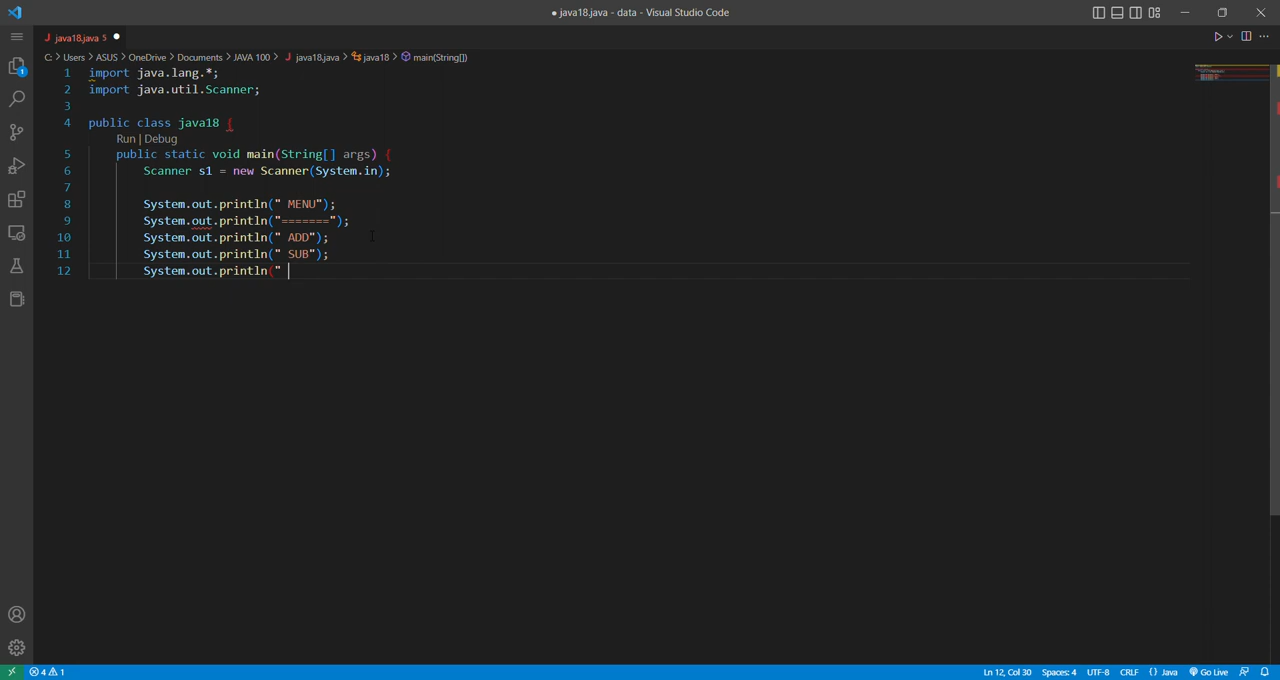 ● java18.java - data - Visual Studio Code
J java18.java 5 ●
C: > Users > ASUS > OneDrive > Documents > JAVA 100 > J java18.java > java18 > main(String[])
1 import java.lang.*;
2 import java.util.Scanner;
3
4 public class java18 {
Run | Debug
5 public static void main(String[] args) {
6 Scanner s1 = new Scanner(System.in);
7
8 System.out.println(" MENU");
9 System.out.println("=======");
10 System.out.println(" ADD");
11 System.out.println(" SUB");
12 System.out.println("
1
4 1 Ln 12, Col 30 Spaces: 4 UTF-8 CRLF {} Java Go Live